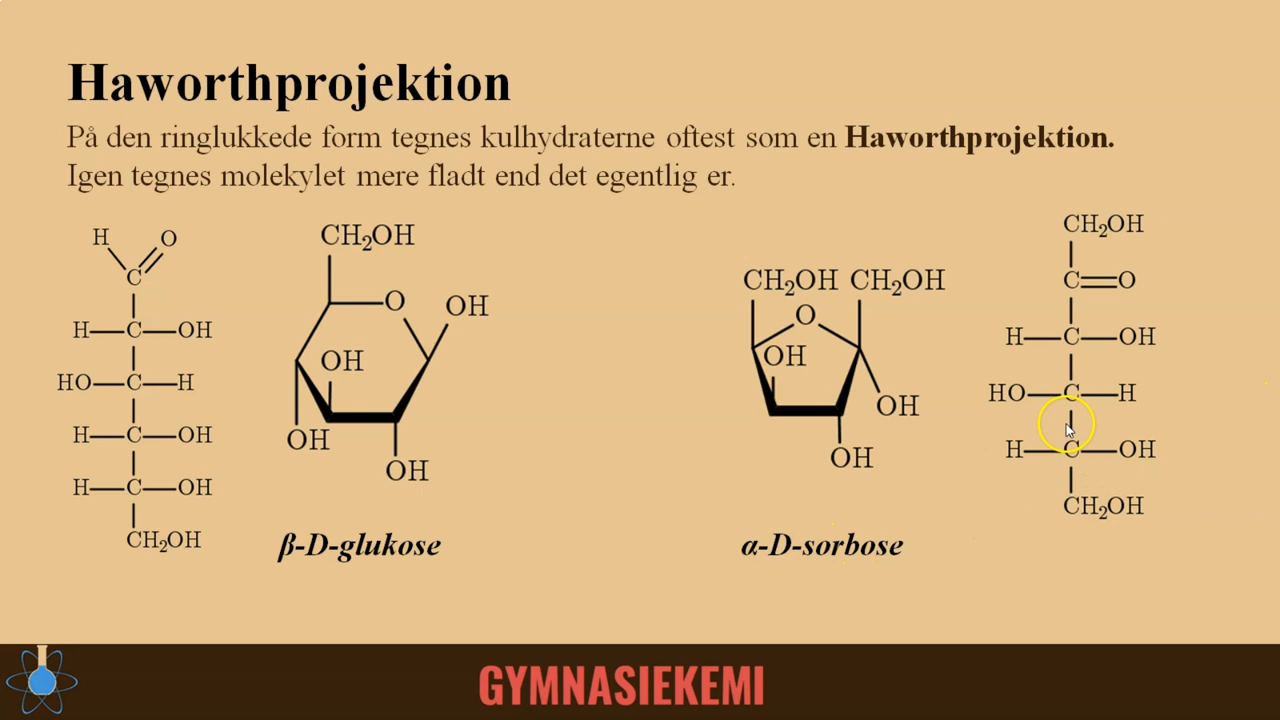 Haworthprojektion
På den ringlukkede form tegnes kulhydraterne oftest som en Haworthprojektion.
Igen tegnes molekylet mere fladt end det egentlig er.
H O
C
H C OH
HO C H
H C OH
H C OH
CH₂OH
CH₂OH
O OH
OH
OH
OH
β-D-glukose
CH₂OH CH₂OH
O
OH
OH
OH
α-D-sorbose
CH₂OH
C O
H C OH
HO C H
H C OH
CH₂OH
GYMNASIEKEMI